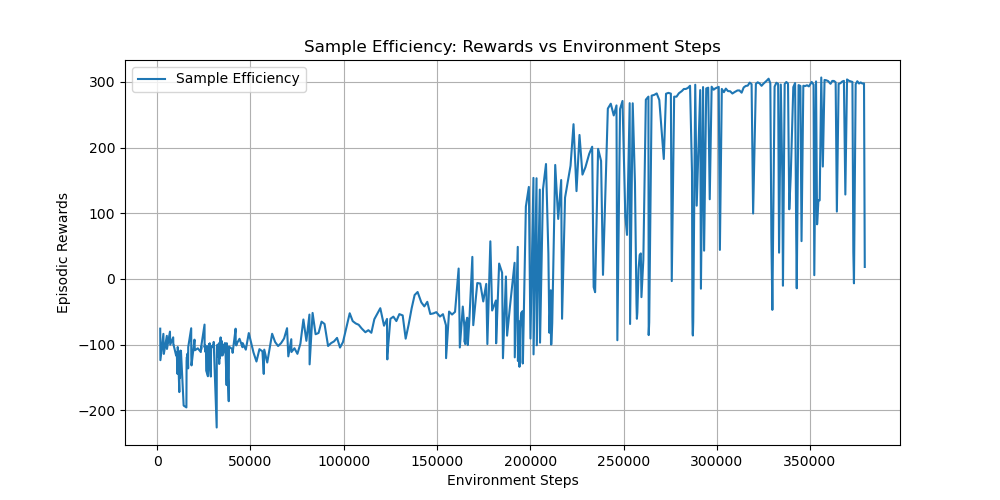 Sample Efficiency: Rewards vs Environment Steps
Sample Efficiency
300
200
100
0
−100
−200
Episodic Rewards
0 50000 100000 150000 200000 250000 300000 350000
Environment Steps